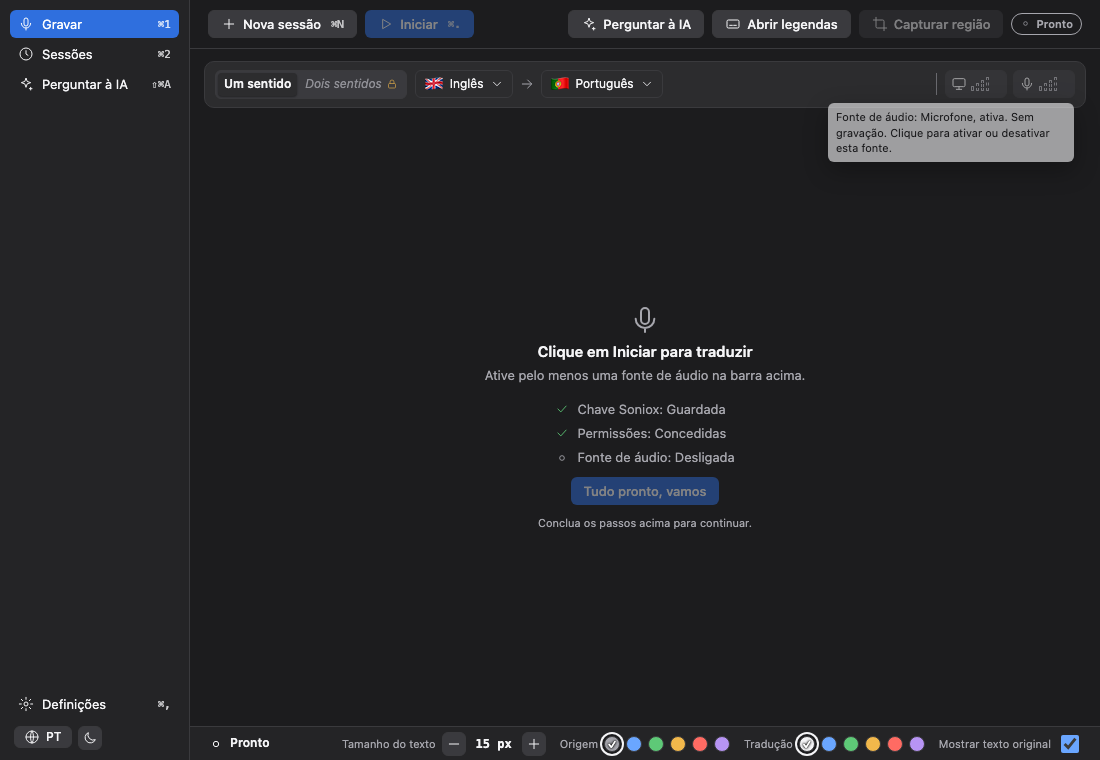 Gravar ⌘1
Sessões ⌘2
Perguntar à IA ⇧⌘A
Nova sessão ⌘N
Iniciar ⌘.
Perguntar à IA
Abrir legendas
Capturar região
Pronto
Um sentido
Dois sentidos
Inglês
Português
Fonte de áudio: Microfone, ativa. Sem
gravação. Clique para ativar ou desativar
esta fonte.
Clique em Iniciar para traduzir
Ative pelo menos uma fonte de áudio na barra acima.
Chave Soniox: Guardada
Permissões: Concedidas
Fonte de áudio: Desligada
Tudo pronto, vamos
Conclua os passos acima para continuar.
Definições ⌘,
PT
Pronto
Tamanho do texto
15 px
Origem
Tradução
Mostrar texto original